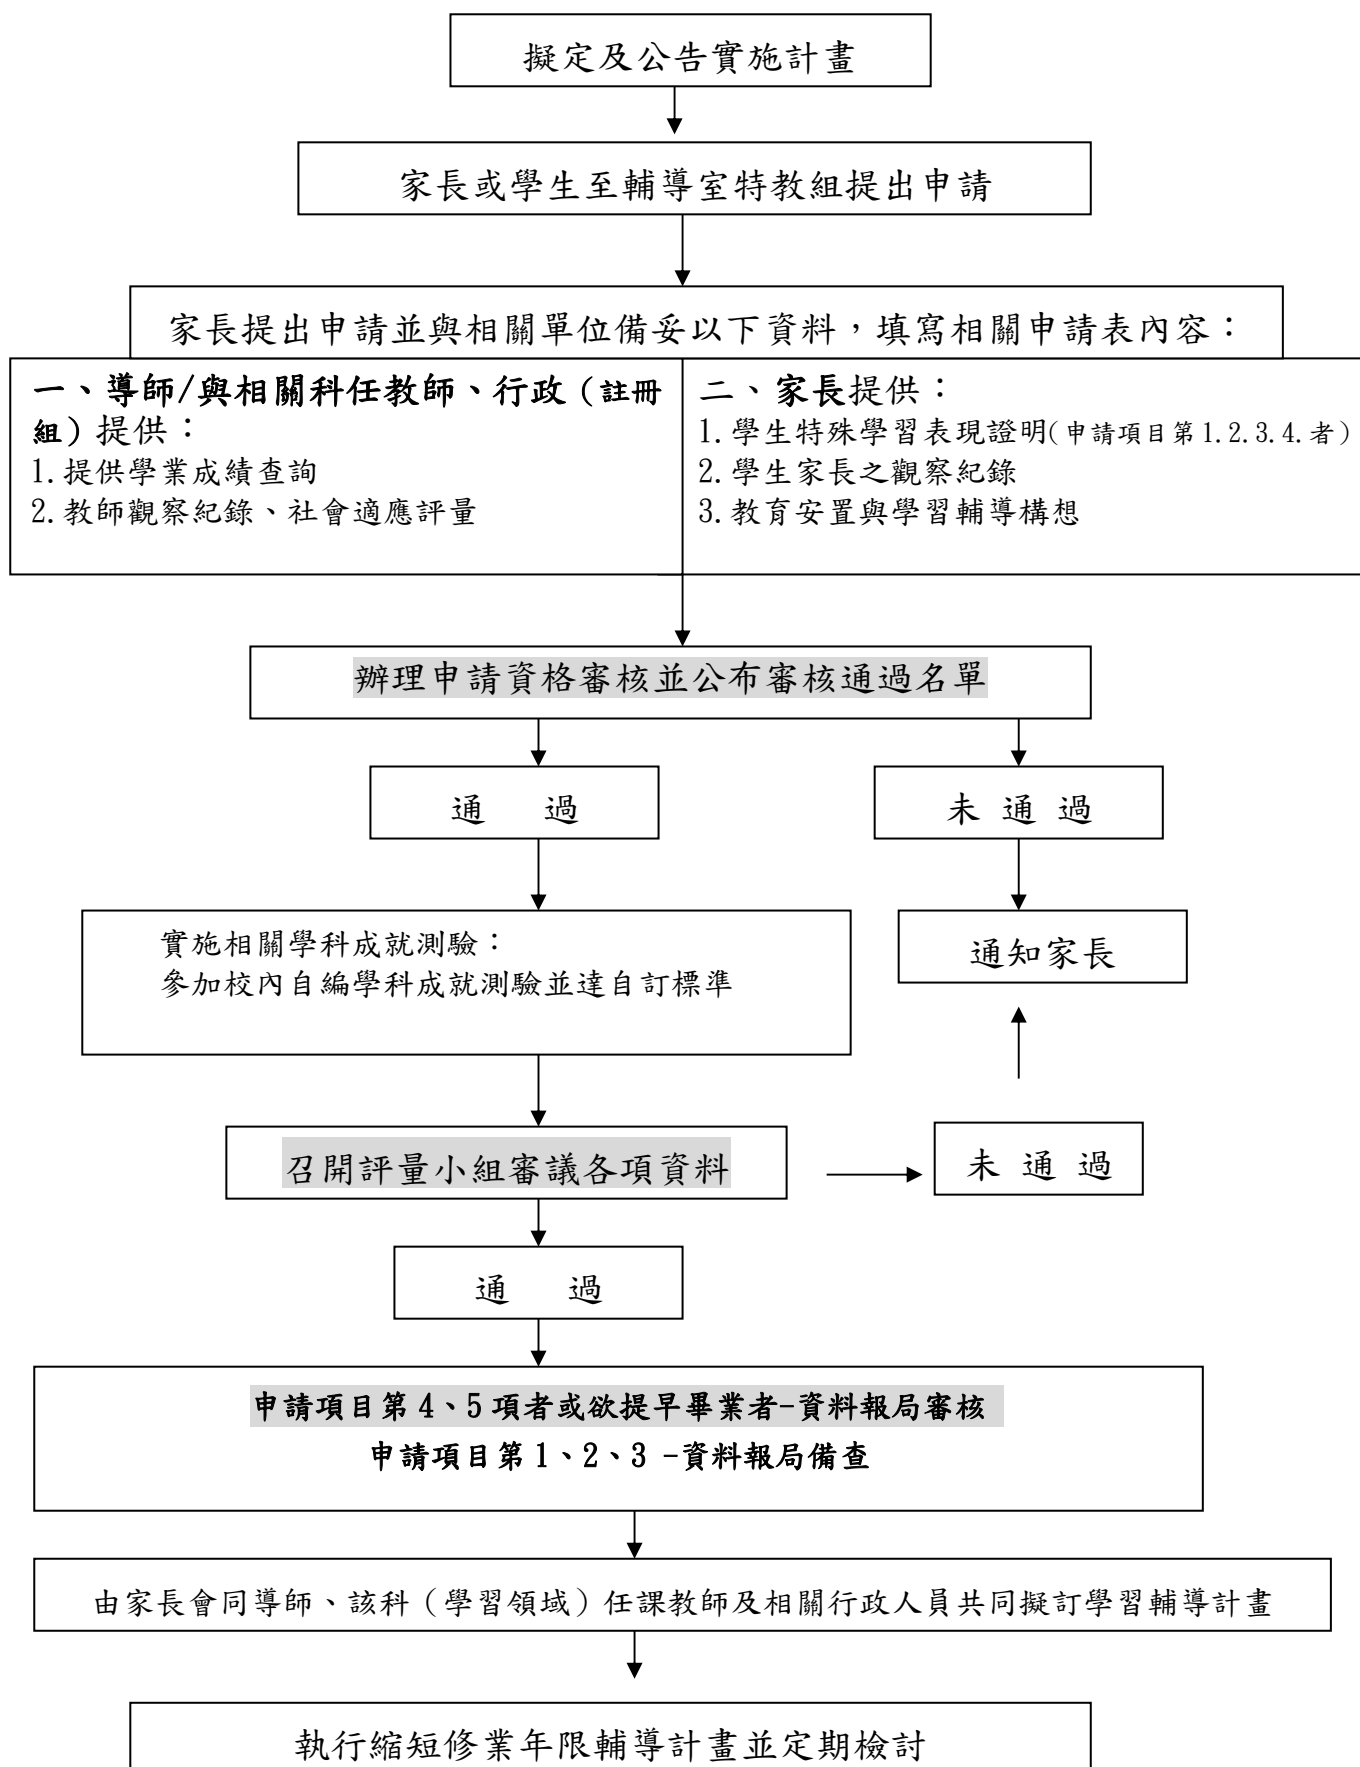 擬定及公告實施計畫
家長或學生至輔導室特教組提出申請
家長提出申請並與相關單位備妥以下資料，填寫相關申請表內容：
一、導師/與相關科任教師、行政（註冊
組）提供：
1.提供學業成績查詢
2.教師觀察紀錄、社會適應評量
二、家長提供：
1.學生特殊學習表現證明(申請項目第1.2.3.4.者）
2.學生家長之觀察紀錄
3.教育安置與學習輔導構想
辦理申請資格審核並公布審核通過名單
通 過
未 通 過
實施相關學科成就測驗：
參加校內自編學科成就測驗並達自訂標準
通知家長
召開評量小組審議各項資料
未 通 過
通 過
申請項目第4、5項者或欲提早畢業者-資料報局審核
申請項目第1、2、3 -資料報局備查
由家長會同導師、該科（學習領域）任課教師及相關行政人員共同擬訂學習輔導計畫
執行縮短修業年限輔導計畫並定期檢討